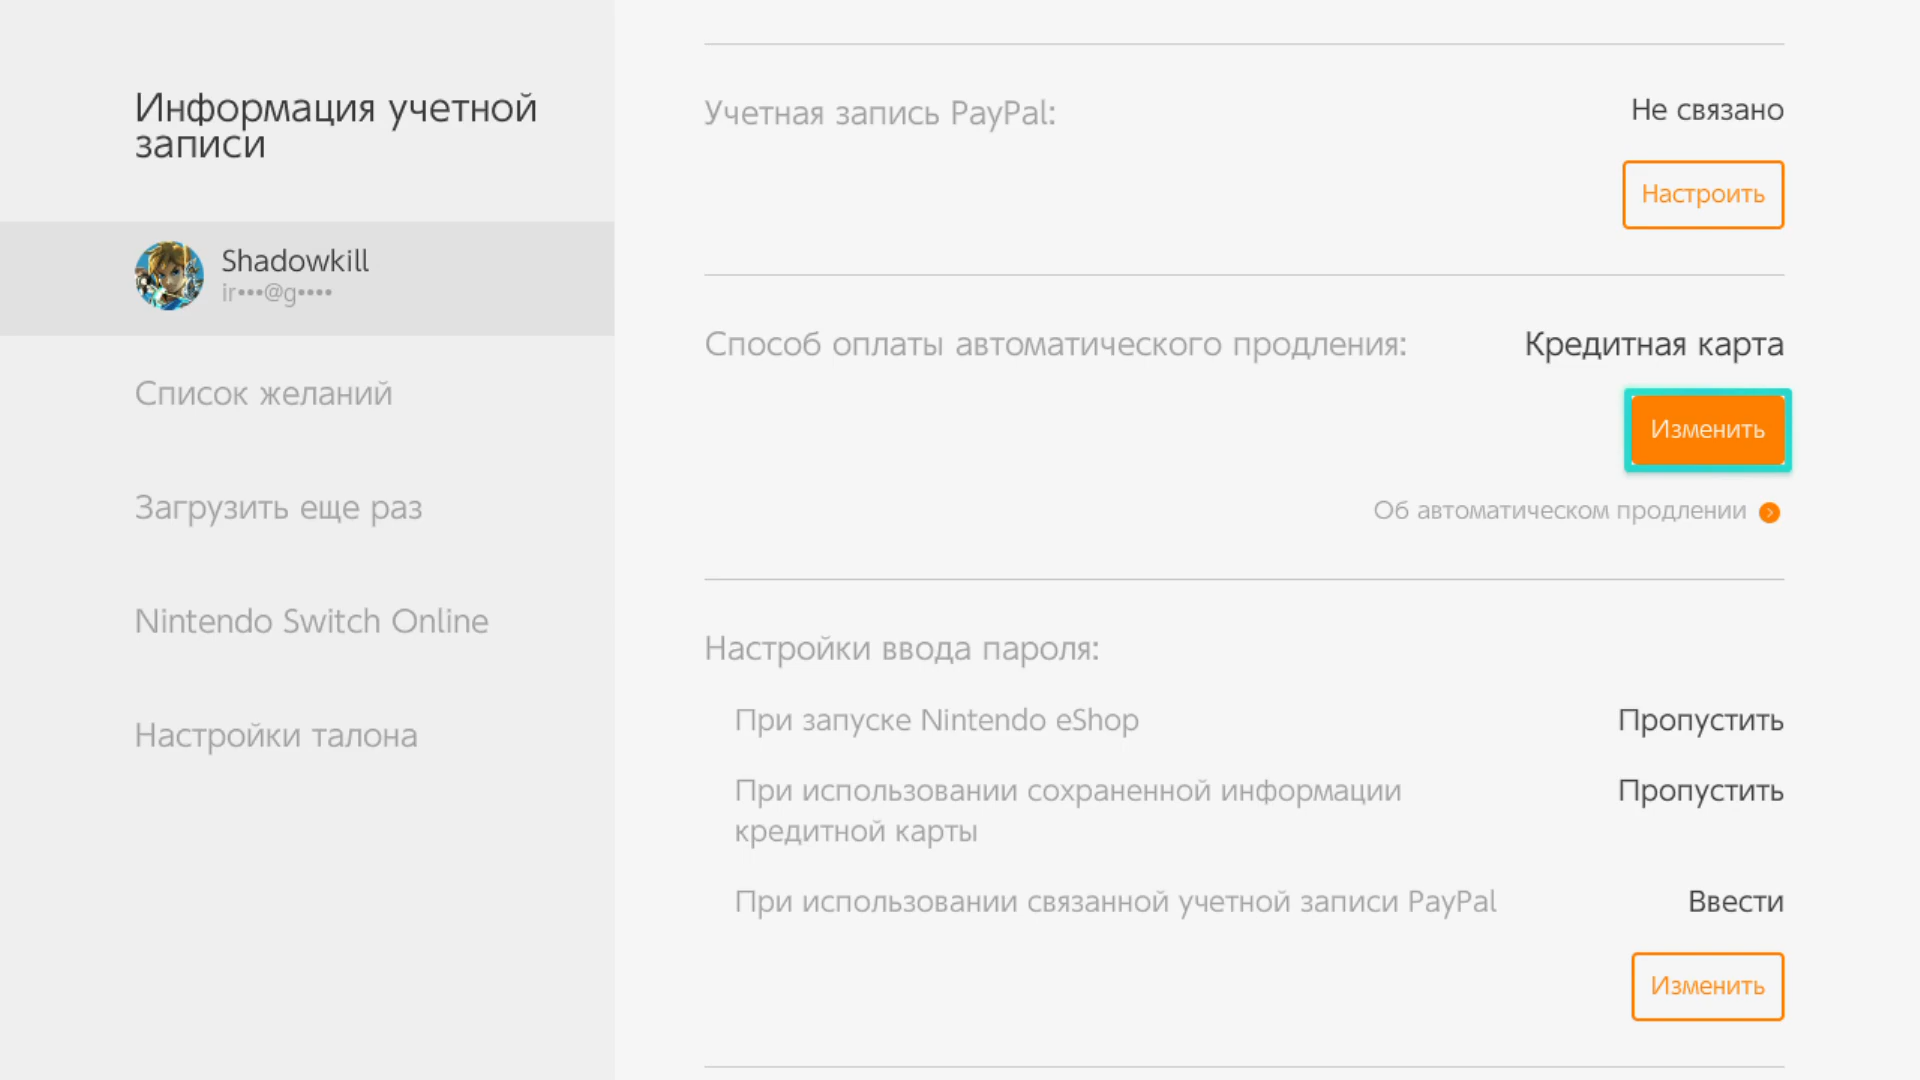 Информация учетной
записи
Shadowkill
ir•••@g••••
Список желаний
Загрузить еще раз
Nintendo Switch Online
Настройки талона
Учетная запись PayPal:
Не связано
Настроить
Способ оплаты автоматического продления:
Кредитная карта
Изменить
Об автоматическом продлении
Настройки ввода пароля:
При запуске Nintendo eShop
Пропустить
При использовании сохраненной информации
кредитной карты
Пропустить
При использовании связанной учетной записи PayPal
Ввести
Изменить